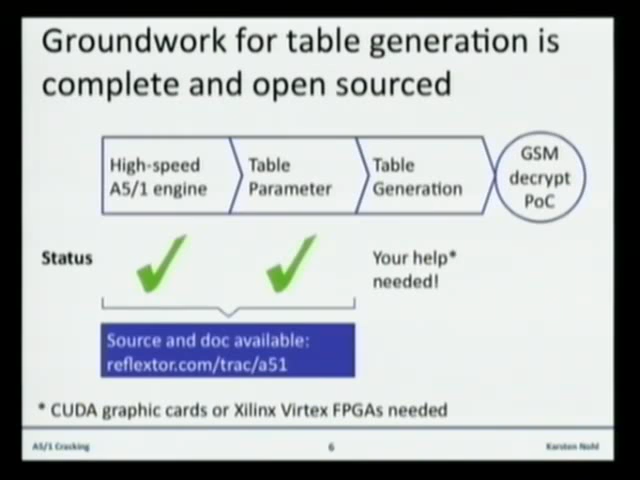 Groundwork for table generation is
complete and open sourced
High-speed
A5/1 engine
Table
Parameter
Table
Generation
GSM
decrypt
PoC
Status
Your help*
needed!
Source and doc available:
reflextor.com/trac/a51
* CUDA graphic cards or Xilinx Virtex FPGAs needed
A5/1 Cracking
6
Karsten Nohl